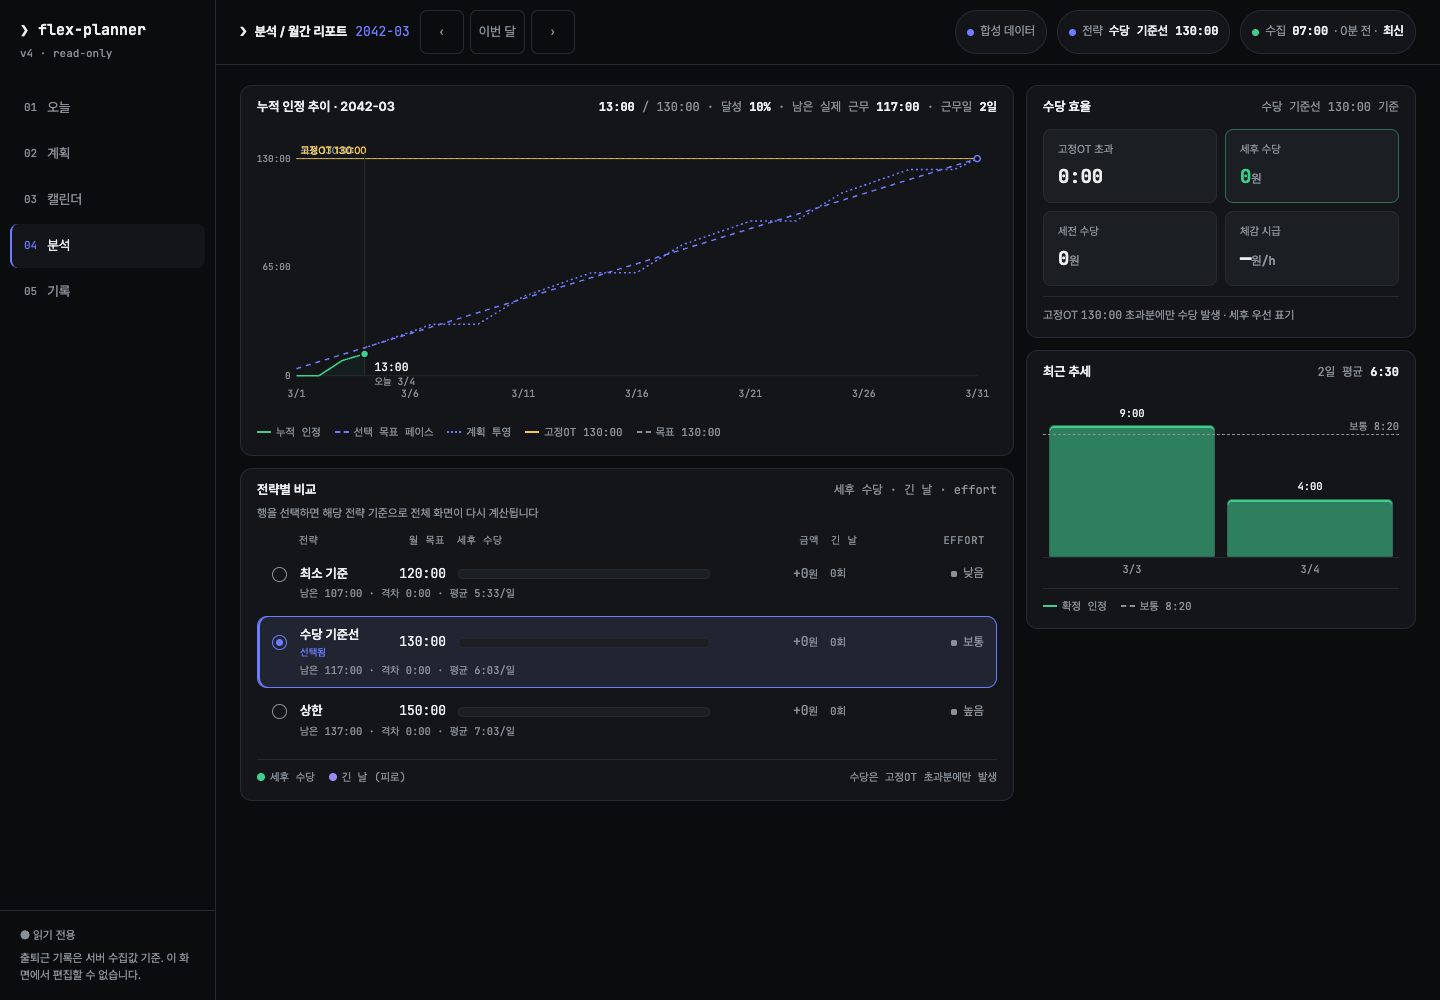 ❯ flex-planner
v4 · read-only
01 오늘
02 계획
03 캘린더
04 분석
05 기록
읽기 전용
출퇴근 기록은 서버 수집값 기준. 이 화
면에서 편집할 수 없습니다.
❯ 분석 / 월간 리포트 2042-03
‹
이번 달
›
합성 데이터
전략 수당 기준선 130:00
수집 07:00 · 0분 전 · 최신
누적 인정 추이 · 2042-03
13:00 / 130:00 · 달성 10% · 남은 실제 근무 117:00 · 근무일 2일
고정OT 130:00
130:00
65:00
0
13:00
오늘 3/4
3/1 3/6 3/11 3/16 3/21 3/26 3/31
누적 인정 선택 목표 페이스 계획 투영 고정OT 130:00 목표 130:00
전략별 비교
세후 수당 · 긴 날 · effort
행을 선택하면 해당 전략 기준으로 전체 화면이 다시 계산됩니다
전략 월 목표 세후 수당 금액 긴 날 EFFORT
최소 기준 120:00 +0원 0회 낮음
남은 107:00 · 격차 0:00 · 평균 5:33/일
수당 기준선 130:00 +0원 0회 보통
선택됨
남은 117:00 · 격차 0:00 · 평균 6:03/일
상한 150:00 +0원 0회 높음
남은 137:00 · 격차 0:00 · 평균 7:03/일
세후 수당 긴 날 (피로)
수당은 고정OT 초과분에만 발생
수당 효율
수당 기준선 130:00 기준
고정OT 초과
0:00
세후 수당
0원
세전 수당
0원
체감 시급
—원/h
고정OT 130:00 초과분에만 수당 발생 · 세후 우선 표기
최근 추세
2일 평균 6:30
9:00
보통 8:20
4:00
3/3 3/4
확정 인정 보통 8:20